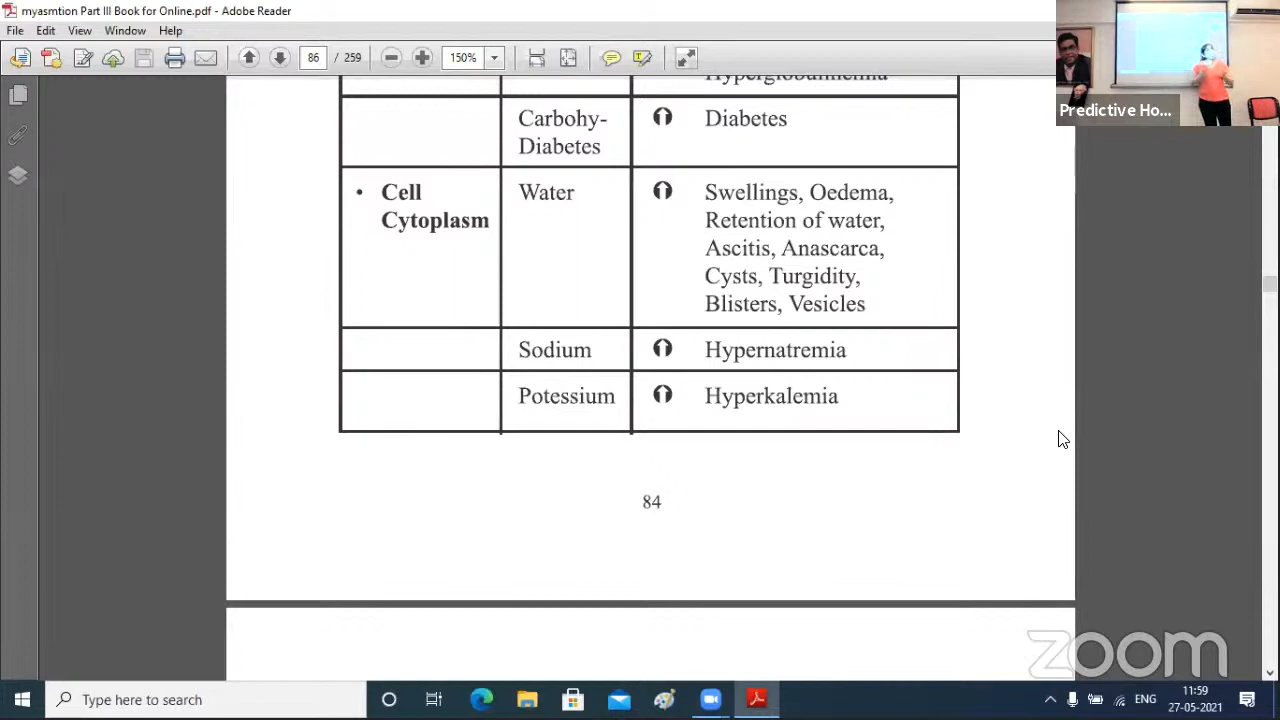 myasmtion Part III Book for Online.pdf - Adobe Reader
File Edit View Window Help
86 / 259 150%
Predictive Ho...
Carbohy-
Diabetes
Diabetes
• Cell
Cytoplasm
Water
Swellings, Oedema,
Retention of water,
Ascitis, Anascarca,
Cysts, Turgidity,
Blisters, Vesicles
Sodium
Hypernatremia
Potessium
Hyperkalemia
84
zoom
Type here to search
ENG
11:59
27-05-2021